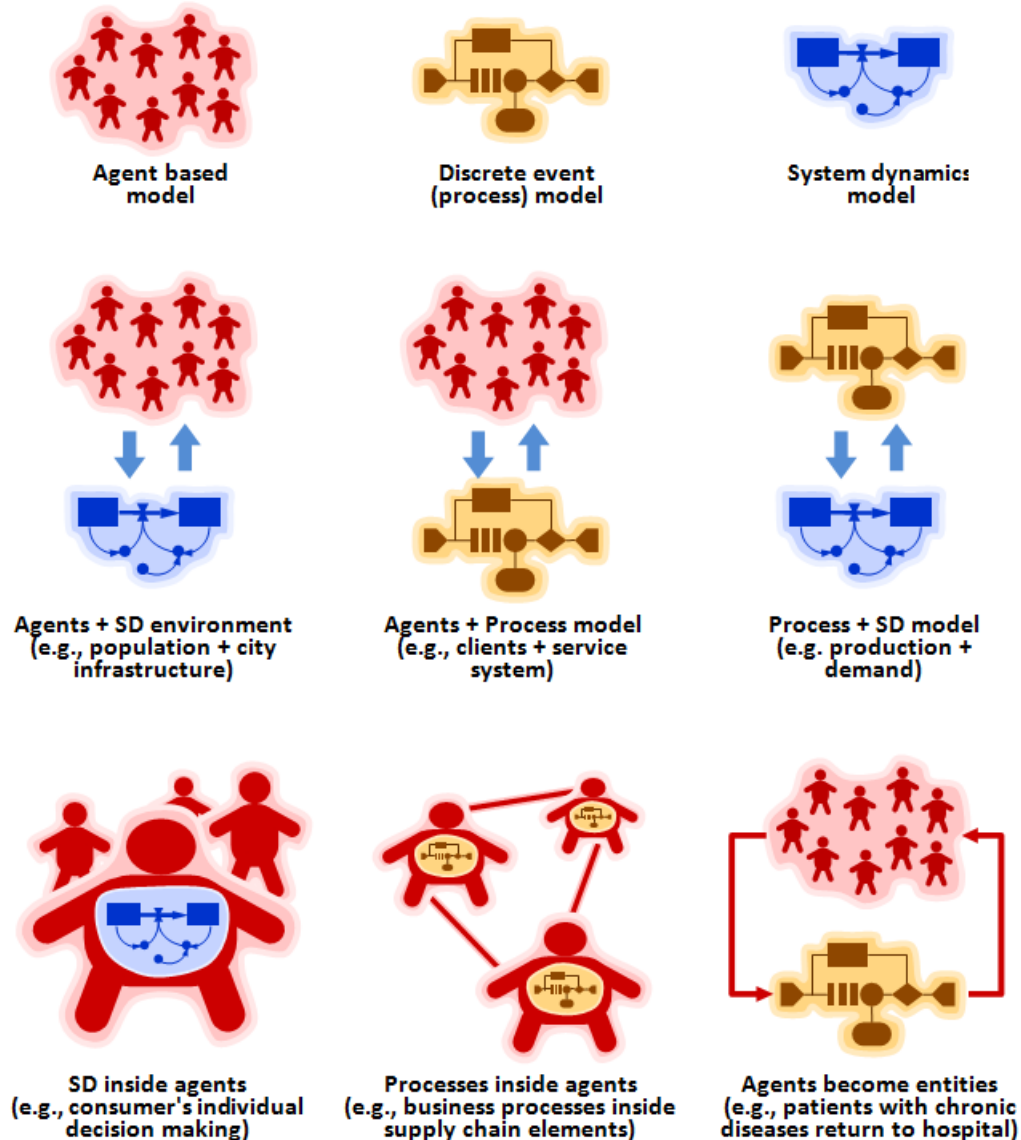 Agent based
model
Discrete event
(process) model
System dynamics
model
Agents + SD environment
(e.g., population + city
infrastructure)
Agents + Process model
(e.g., clients + service
system)
Process + SD model
(e.g. production +
demand)
SD inside agents
(e.g., consumer's individual
decision making)
Processes inside agents
(e.g., business processes inside
supply chain elements)
Agents become entities
(e.g., patients with chronic
diseases return to hospital)